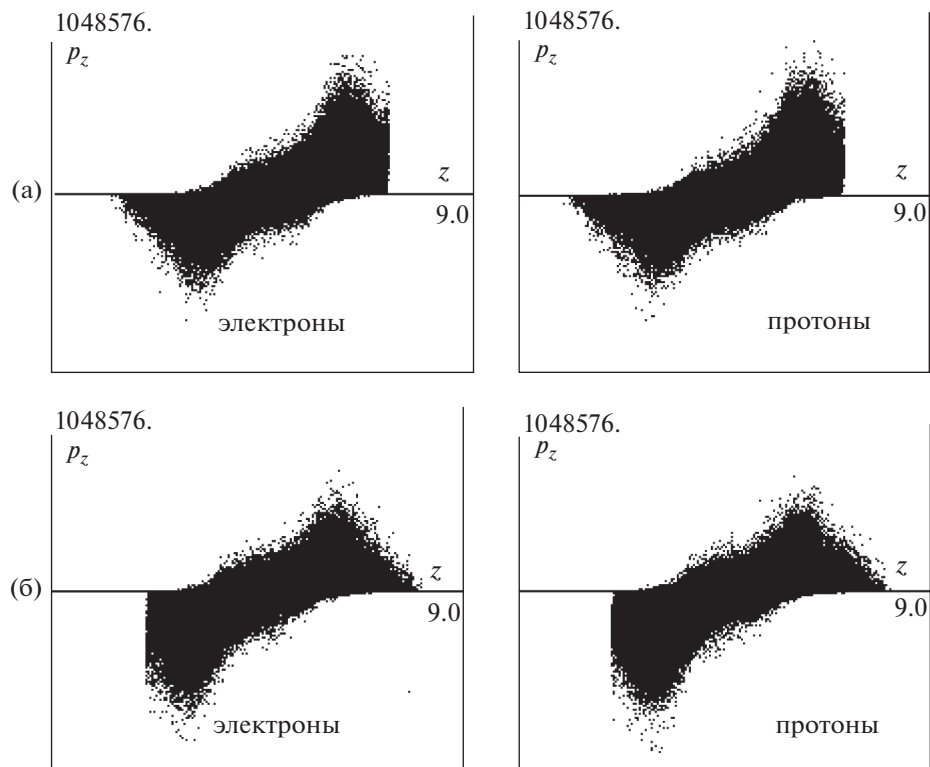 1048576.
p_z
z
9.0
(а)
электроны
1048576.
p_z
z
9.0
протоны
1048576.
p_z
z
9.0
(б)
электроны
1048576.
p_z
z
9.0
протоны